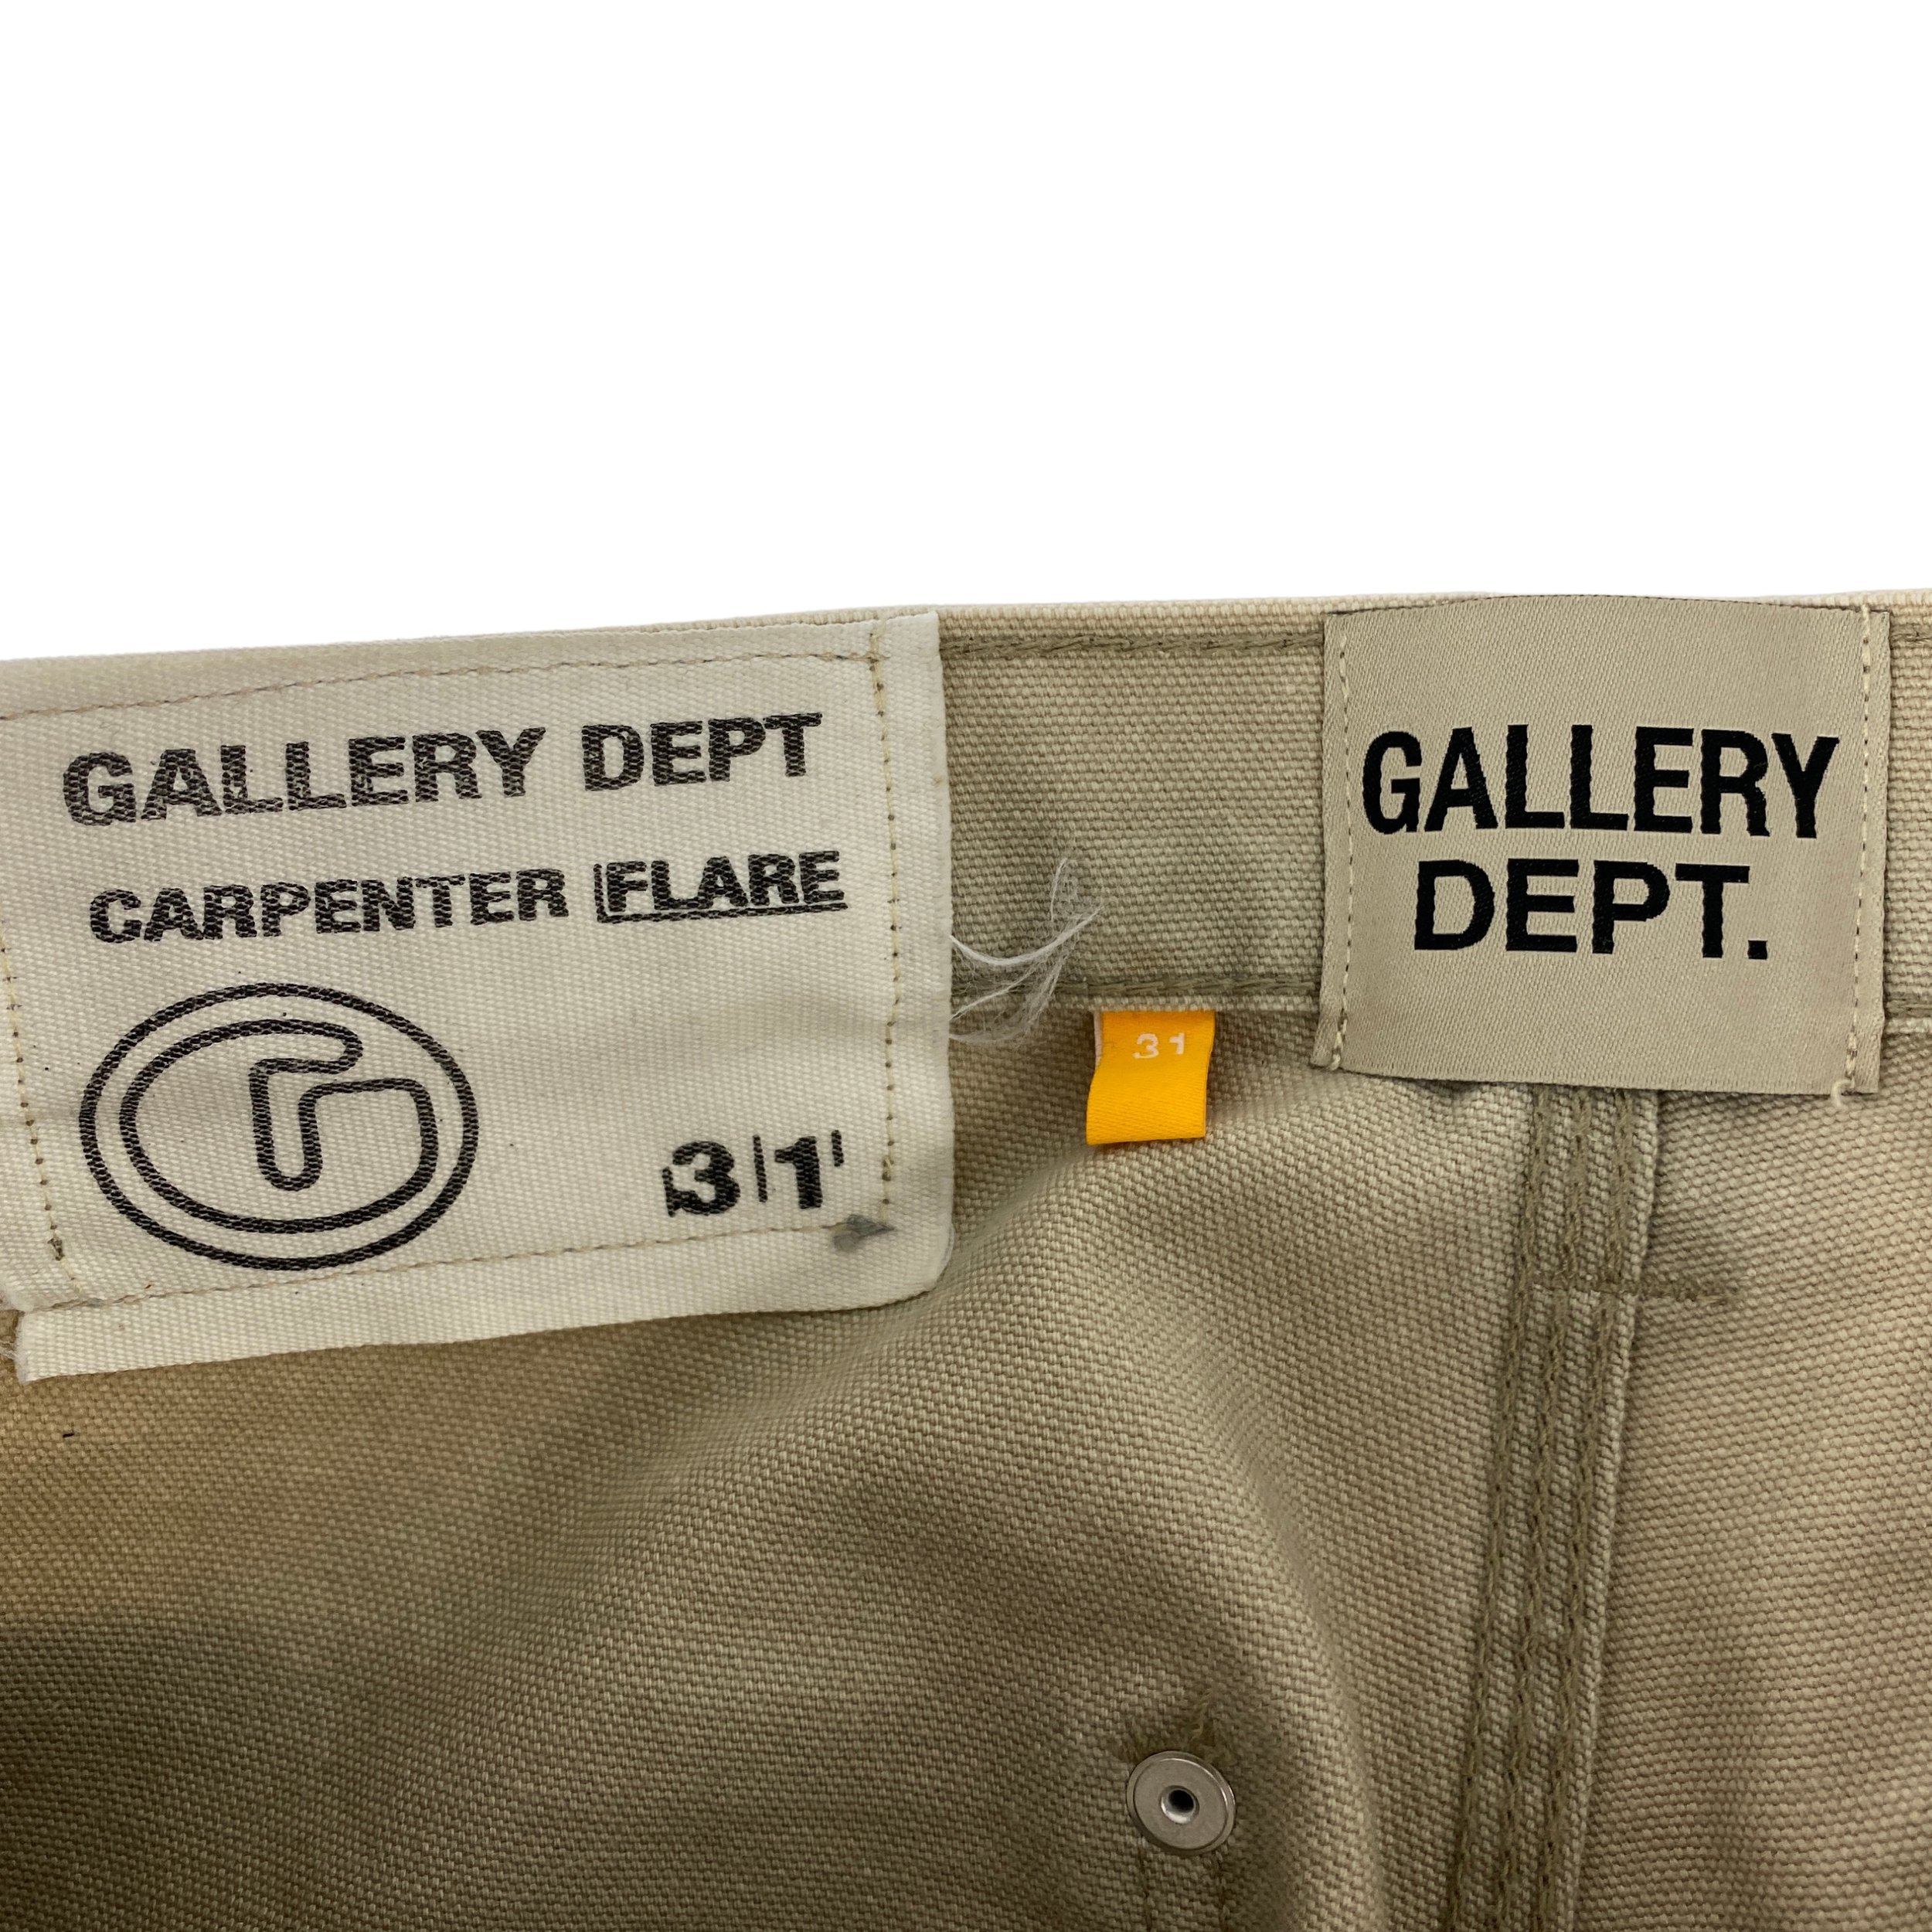 GALLERY DEPT
CARPENTER FLARE
31
31
GALLERY
DEPT.